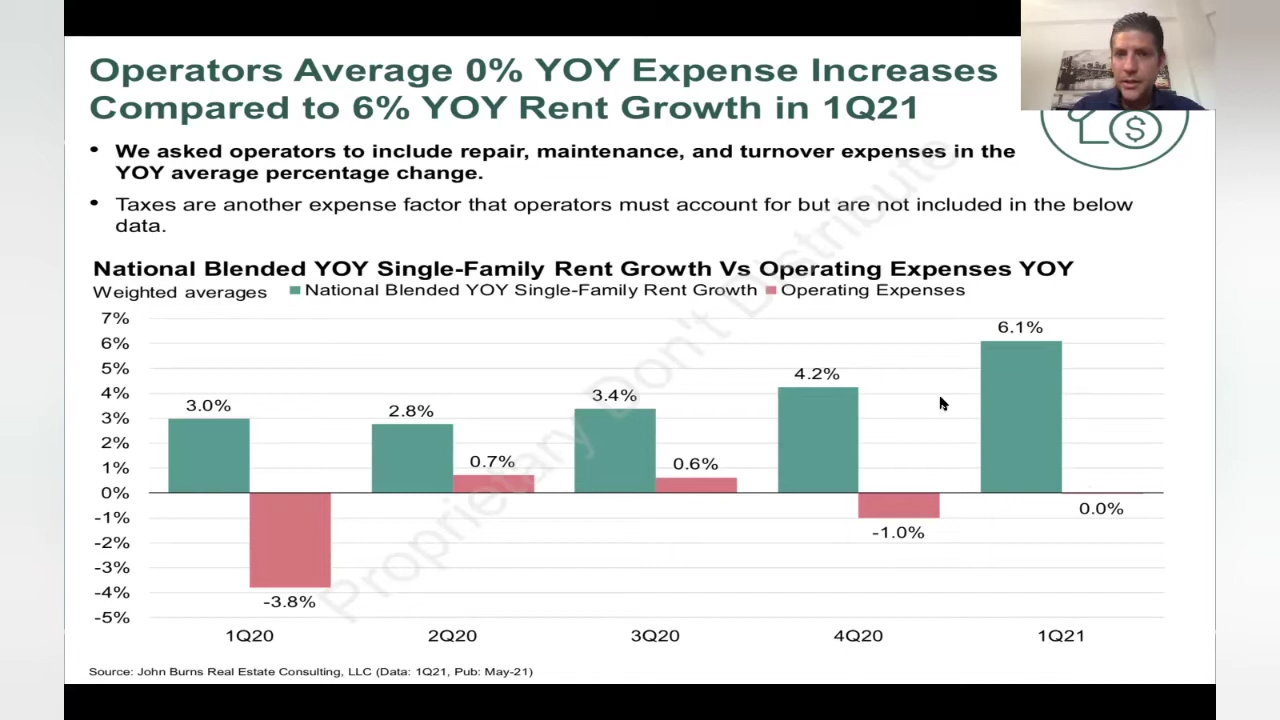 Operators Average 0% YOY Expense Increases
Compared to 6% YOY Rent Growth in 1Q21
• We asked operators to include repair, maintenance, and turnover expenses in the
YOY average percentage change.
• Taxes are another expense factor that operators must account for but are not included in the below
data.
National Blended YOY Single-Family Rent Growth Vs Operating Expenses YOY
Weighted averages National Blended YOY Single-Family Rent Growth Operating Expenses
7%
6%
5%
4%
3%
2%
1%
0%
-1%
-2%
-3%
-4%
-5%
3.0%
-3.8%
2.8%
0.7%
3.4%
0.6%
4.2%
-1.0%
6.1%
0.0%
1Q20 2Q20 3Q20 4Q20 1Q21
Proprietary Don't Distribute
$
Source: John Burns Real Estate Consulting, LLC (Data: 1Q21, Pub: May-21)